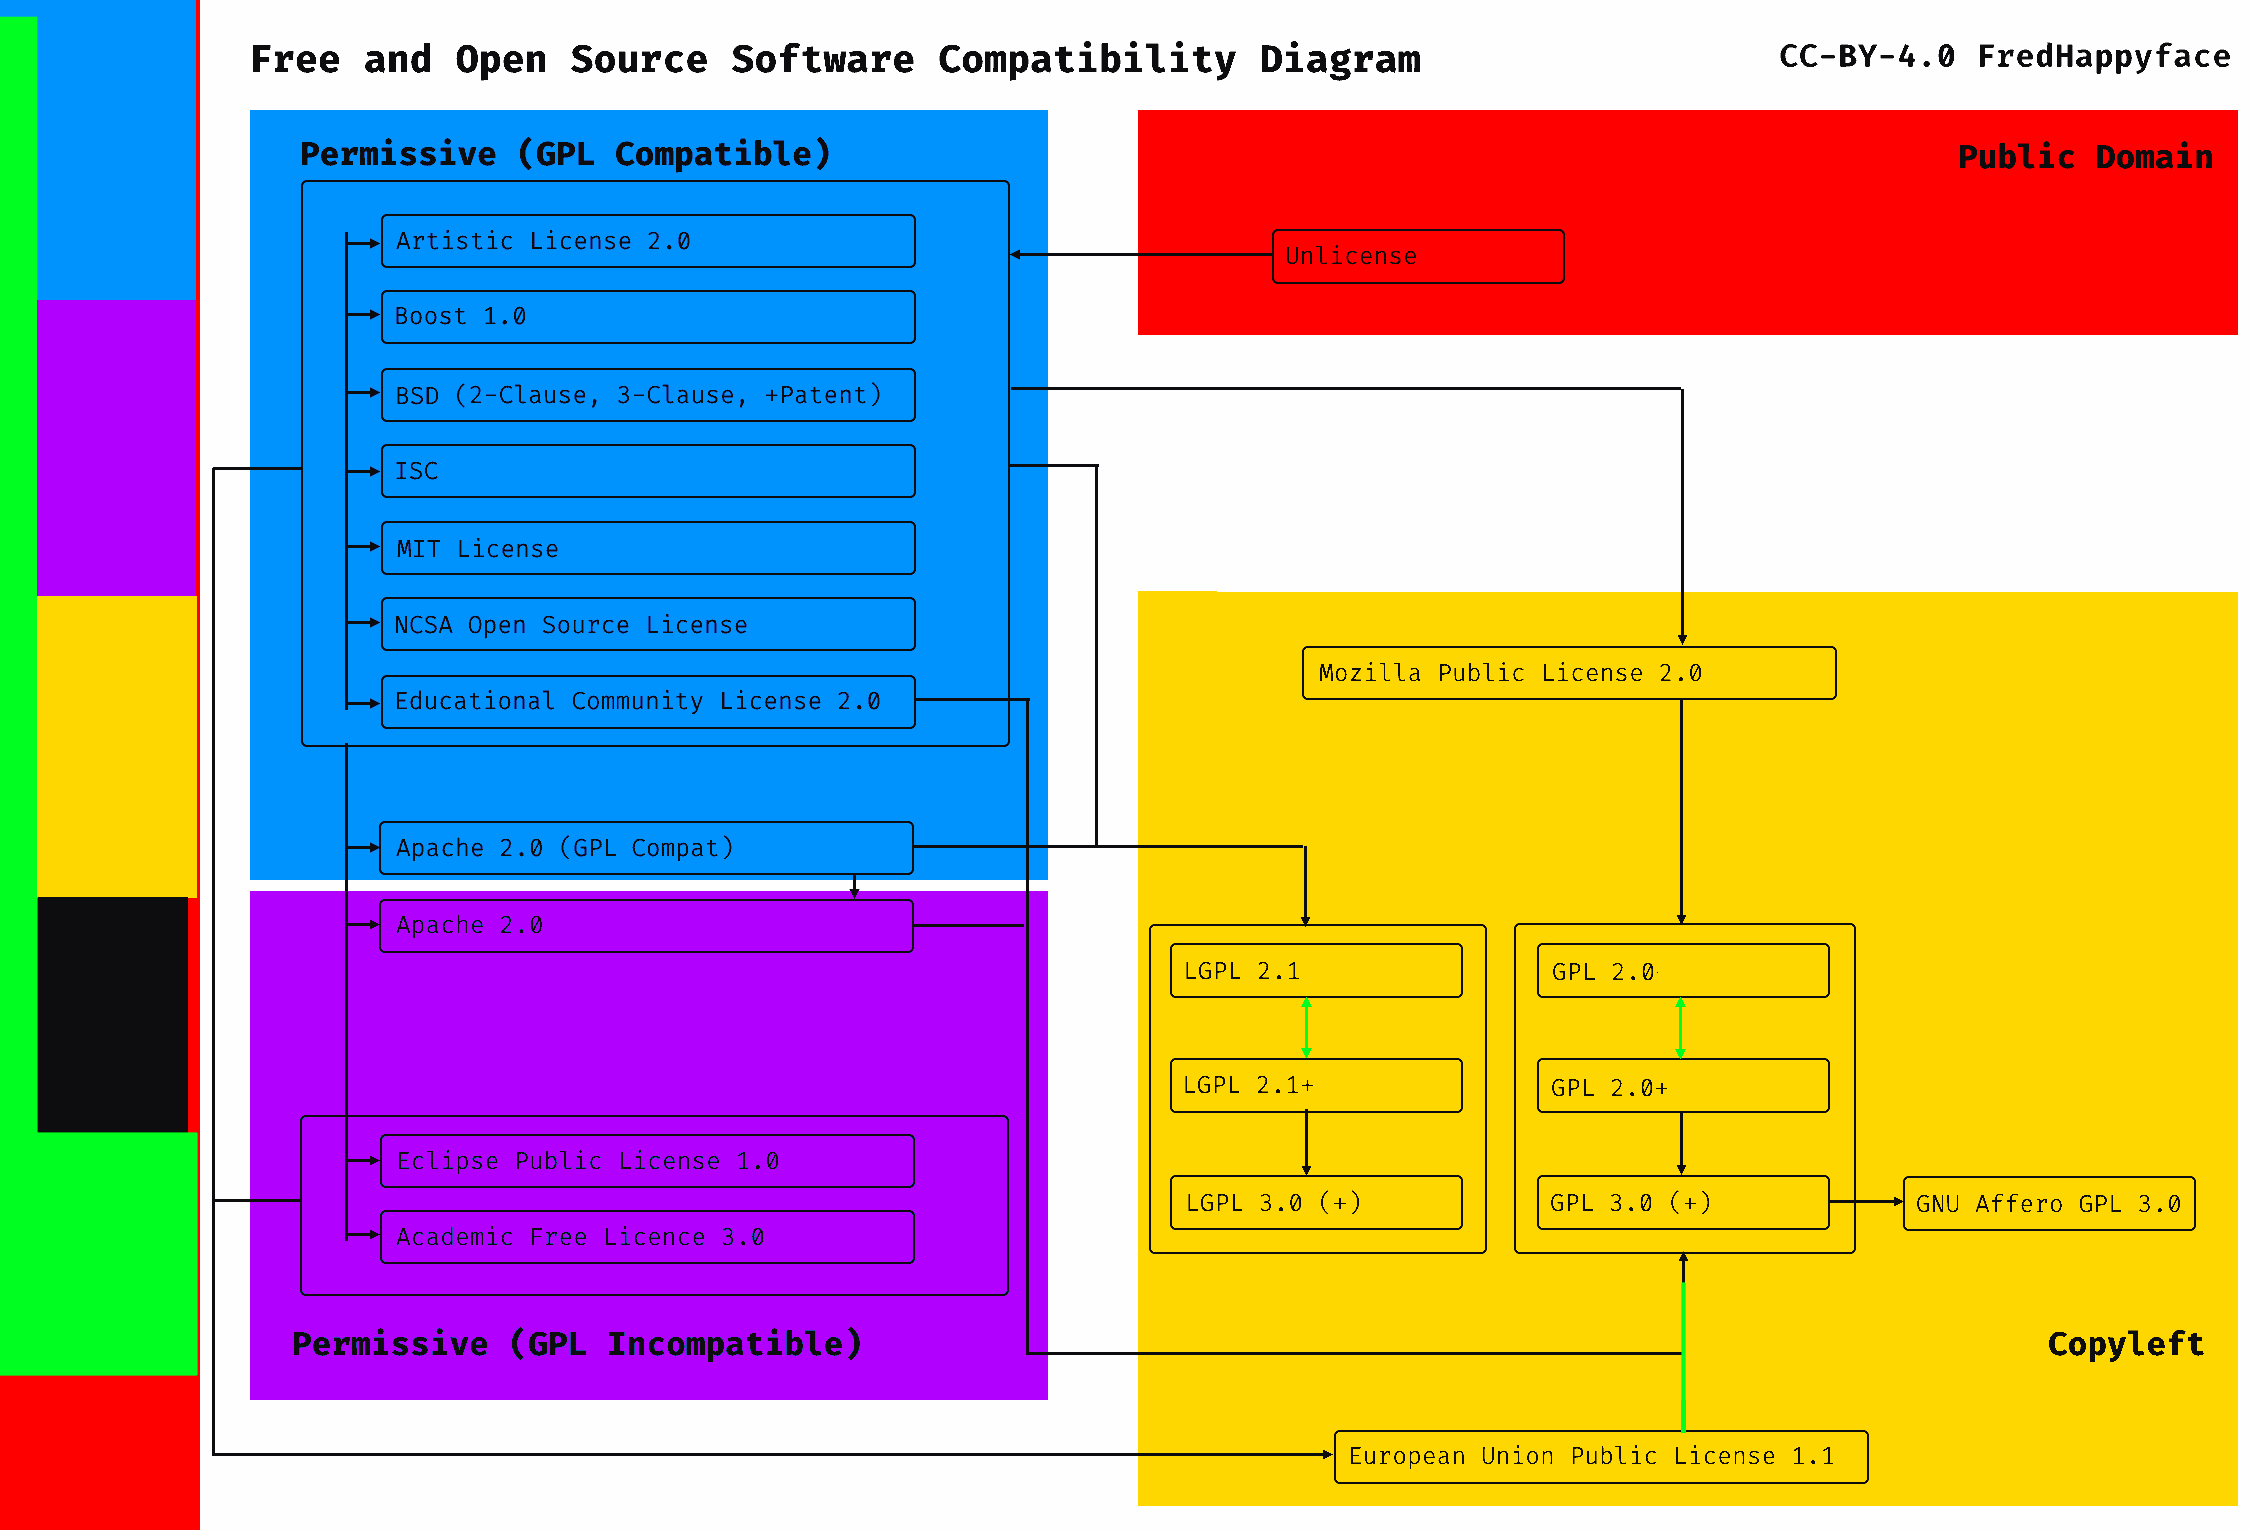 Free and Open Source Software Compatibility Diagram
CC-BY-4.0 FredHappyface
Permissive (GPL Compatible)
Artistic License 2.0
Boost 1.0
BSD (2-Clause, 3-Clause, +Patent)
ISC
MIT License
NCSA Open Source License
Educational Community License 2.0
Apache 2.0 (GPL Compat)
Apache 2.0
Eclipse Public License 1.0
Academic Free Licence 3.0
Permissive (GPL Incompatible)
Public Domain
Unlicense
Mozilla Public License 2.0
LGPL 2.1
LGPL 2.1+
LGPL 3.0 (+)
GPL 2.0
GPL 2.0+
GPL 3.0 (+)
GNU Affero GPL 3.0
Copyleft
European Union Public License 1.1